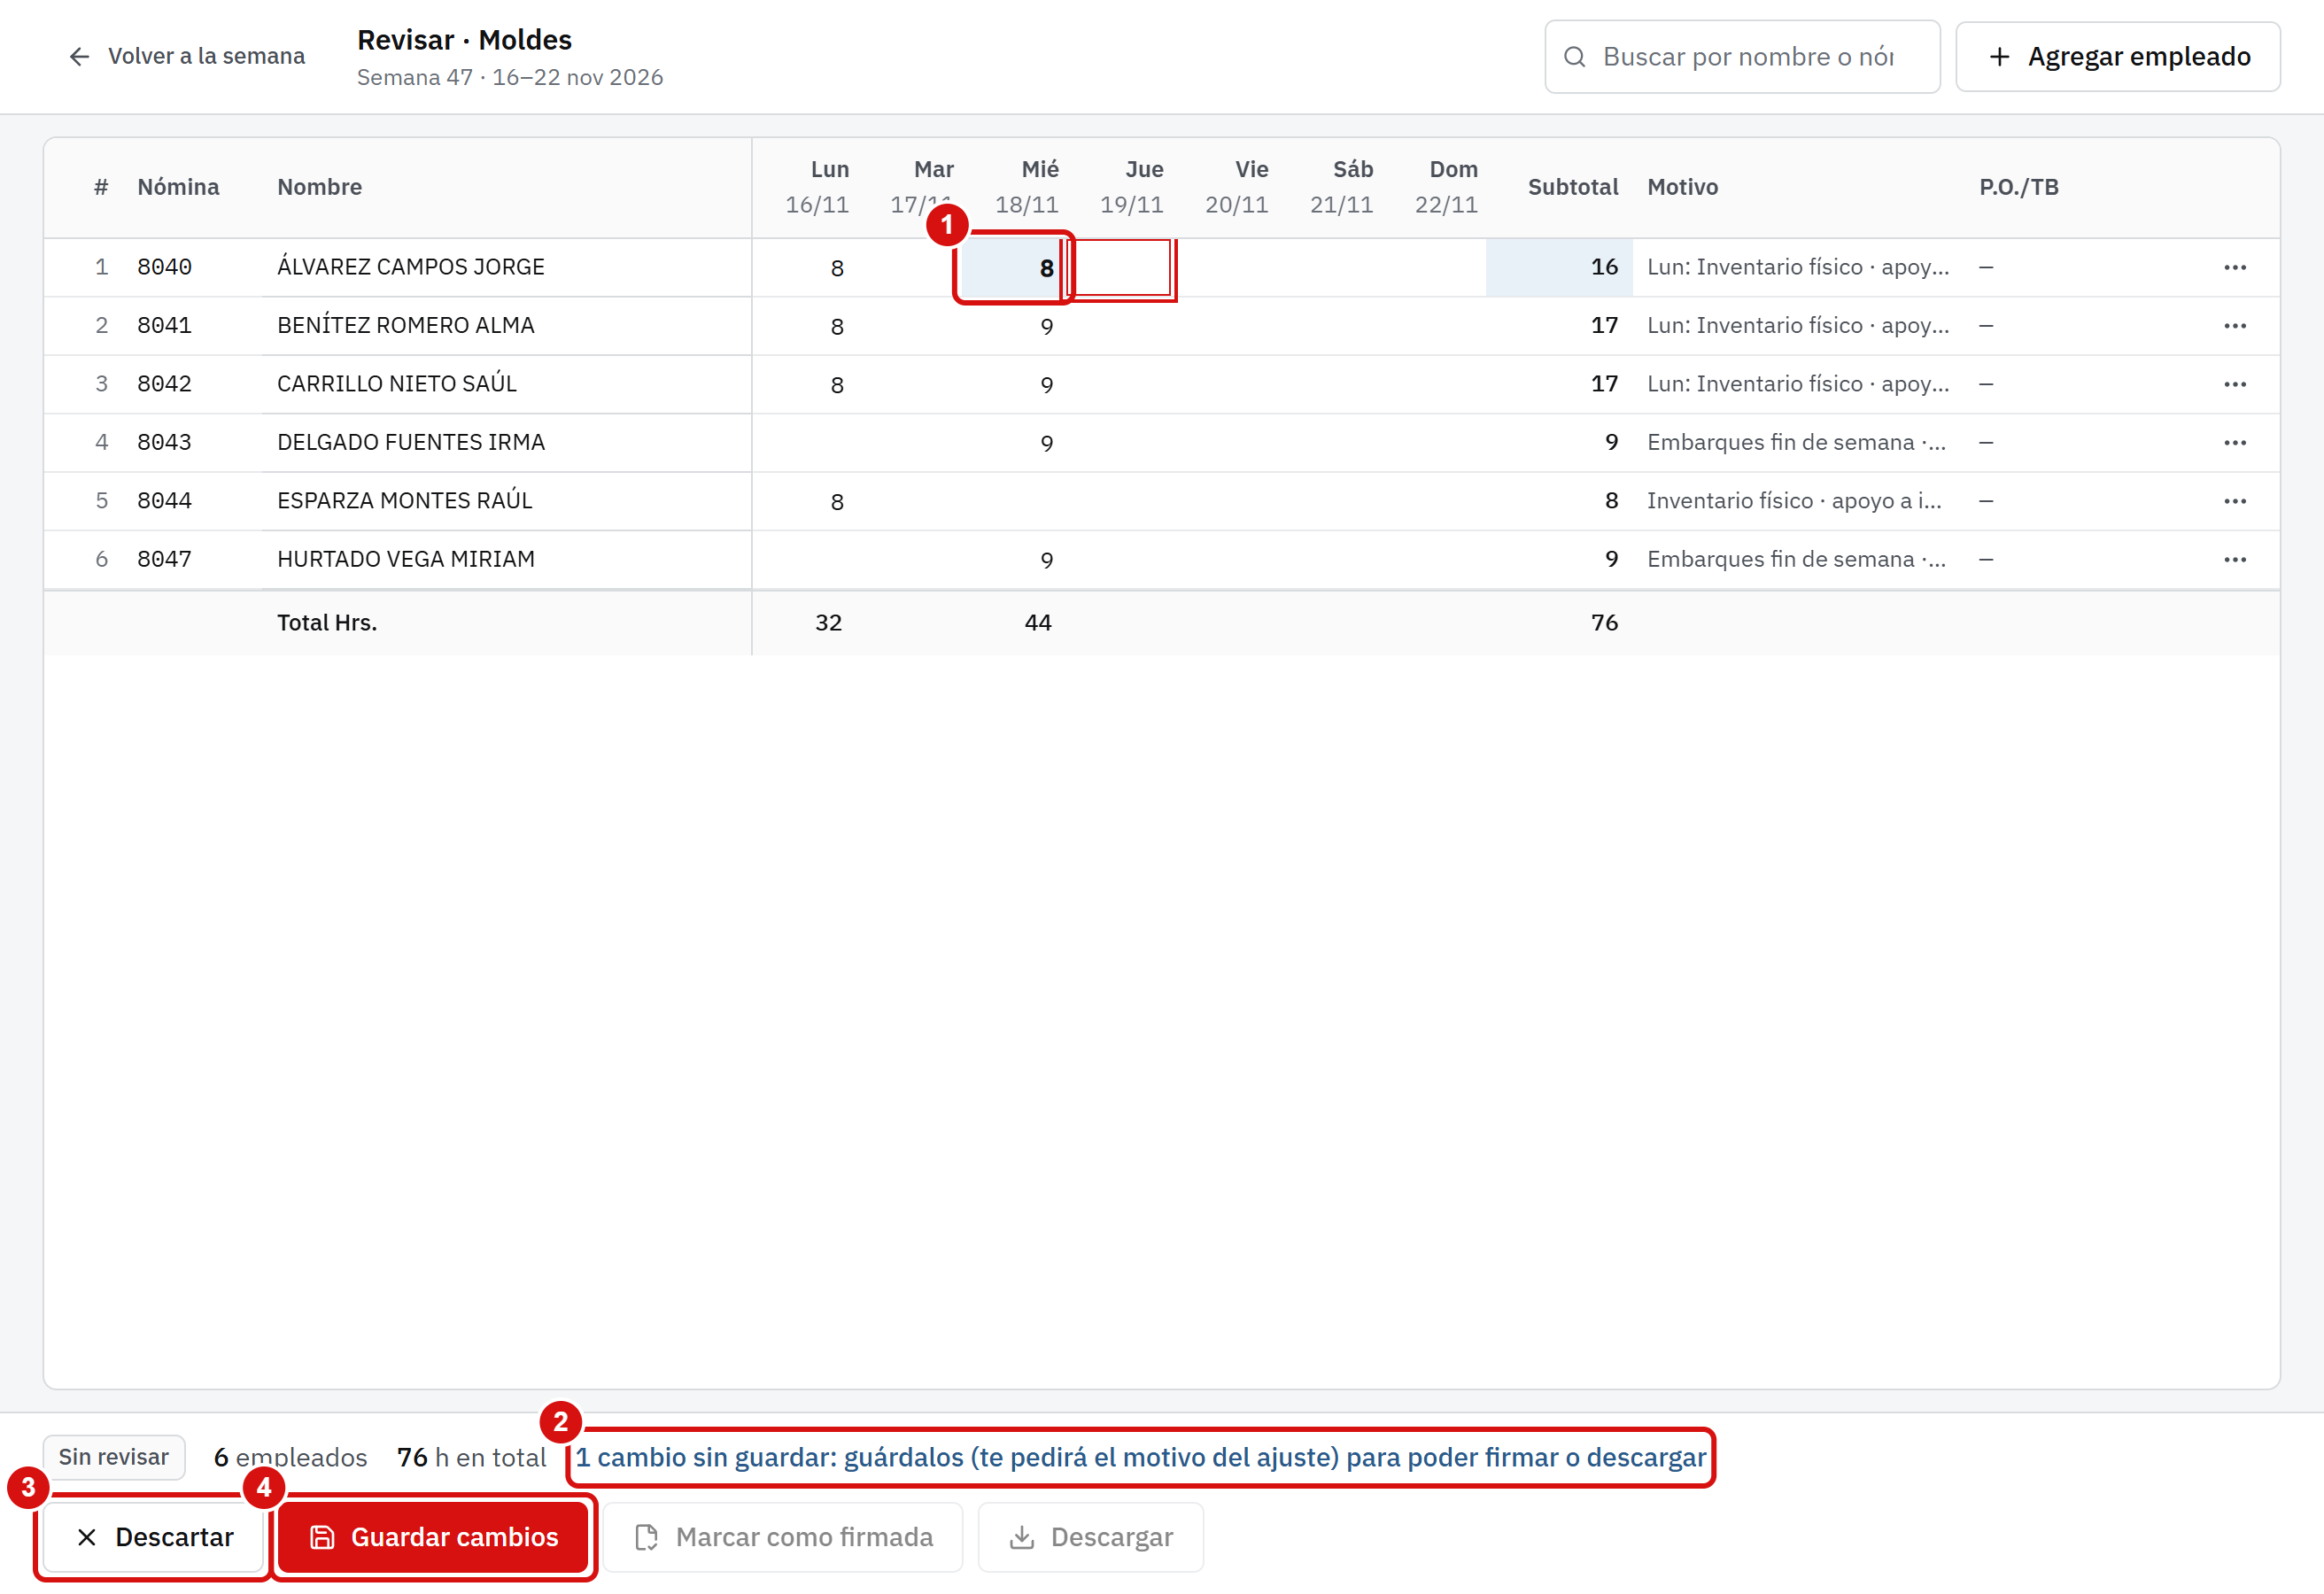 Volver a la semana
Revisar · Moldes
Semana 47 · 16–22 nov 2026
Buscar por nombre o nór
Agregar empleado
# Nómina Nombre Lun 16/11 Mar 17/11 Mié 18/11 Jue 19/11 Vie 20/11 Sáb 21/11 Dom 22/11 Subtotal Motivo P.O./TB
1
1 8040 ÁLVAREZ CAMPOS JORGE 8 8 16 Lun: Inventario físico · apoy... –
2 8041 BENÍTEZ ROMERO ALMA 8 9 17 Lun: Inventario físico · apoy... –
3 8042 CARRILLO NIETO SAÚL 8 9 17 Lun: Inventario físico · apoy... –
4 8043 DELGADO FUENTES IRMA 9 9 Embarques fin de semana ·... –
5 8044 ESPARZA MONTES RAÚL 8 8 Inventario físico · apoyo a i... –
6 8047 HURTADO VEGA MIRIAM 9 9 Embarques fin de semana ·... –
Total Hrs. 32 44 76
2
Sin revisar 6 empleados 76 h en total 1 cambio sin guardar: guárdalos (te pedirá el motivo del ajuste) para poder firmar o descargar
3 4
Descartar Guardar cambios Marcar como firmada Descargar